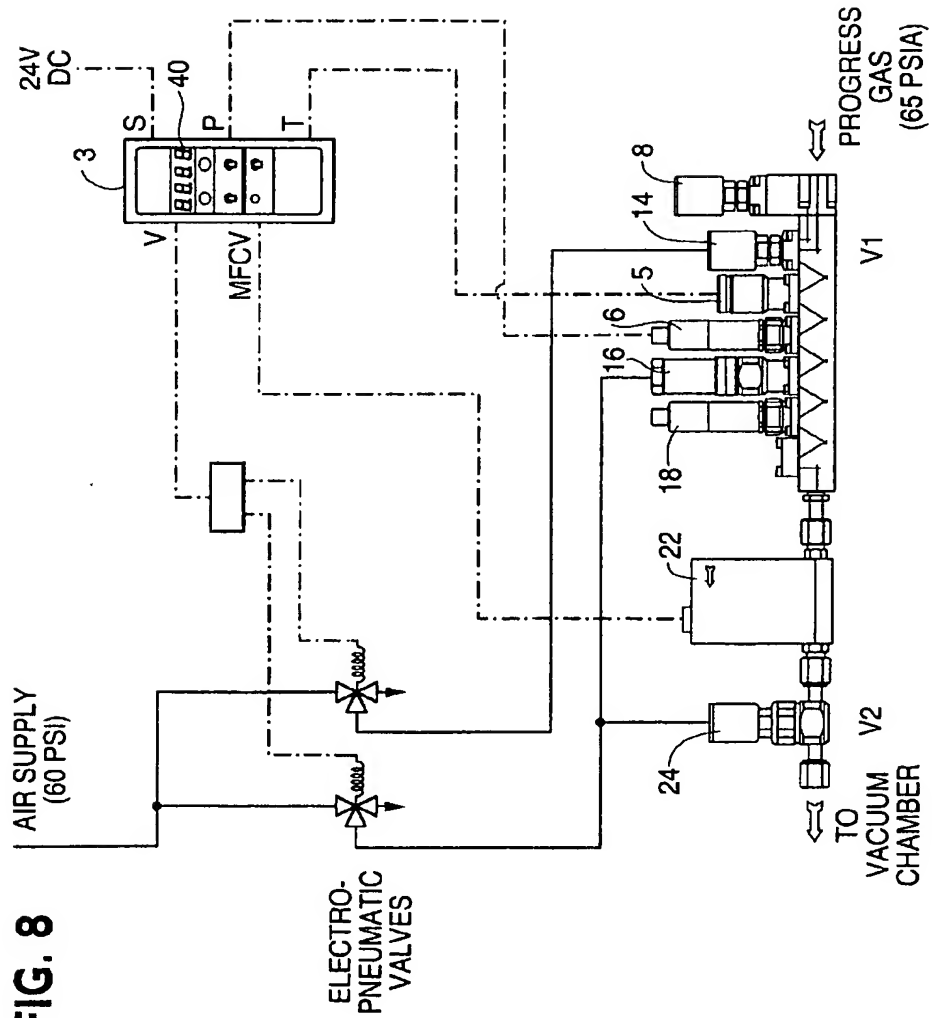 FIG. 8
AIR SUPPLY
(60 PSI)
24V
DC
3
S
40
P
T
V
MFCV
ELECTRO-
PNEUMATIC
VALVES
8
14
5
6
16
18
22
24
V1
V2
PROGRESS
GAS
(65 PSIA)
TO
VACUUM
CHAMBER